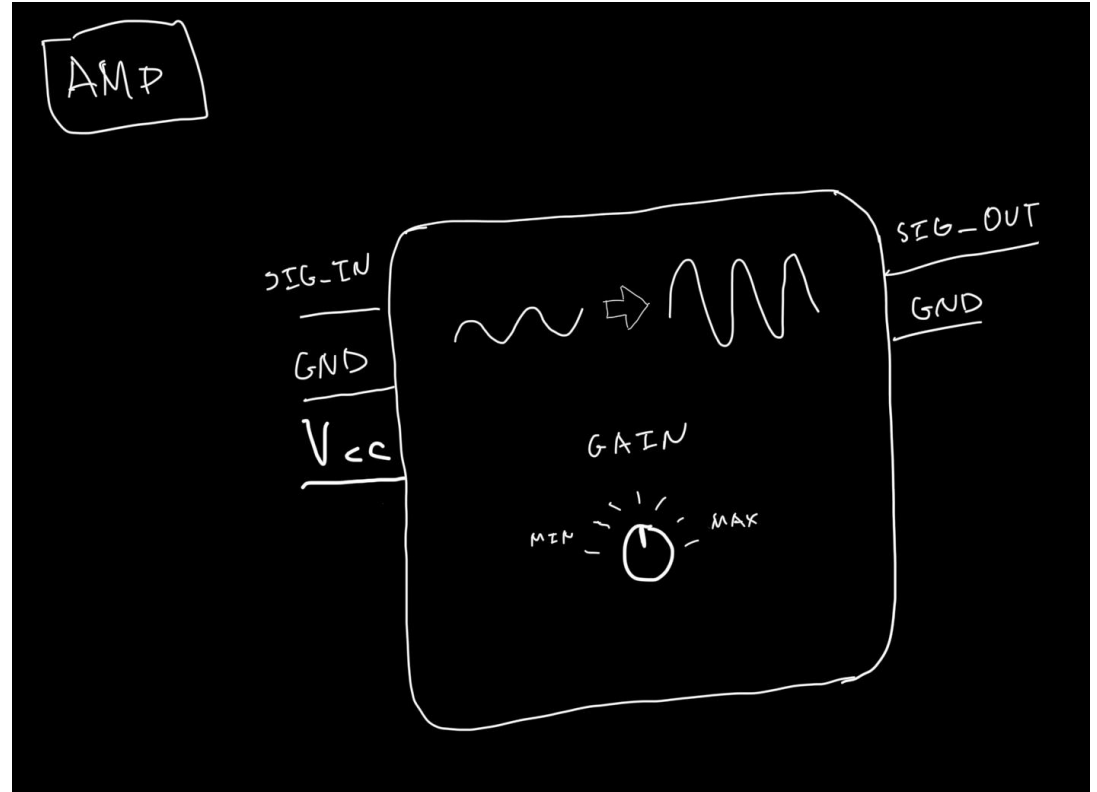 AMP
SIG_IN
SIG_OUT
GND
GND
Vcc
GAIN
MIN
MAX